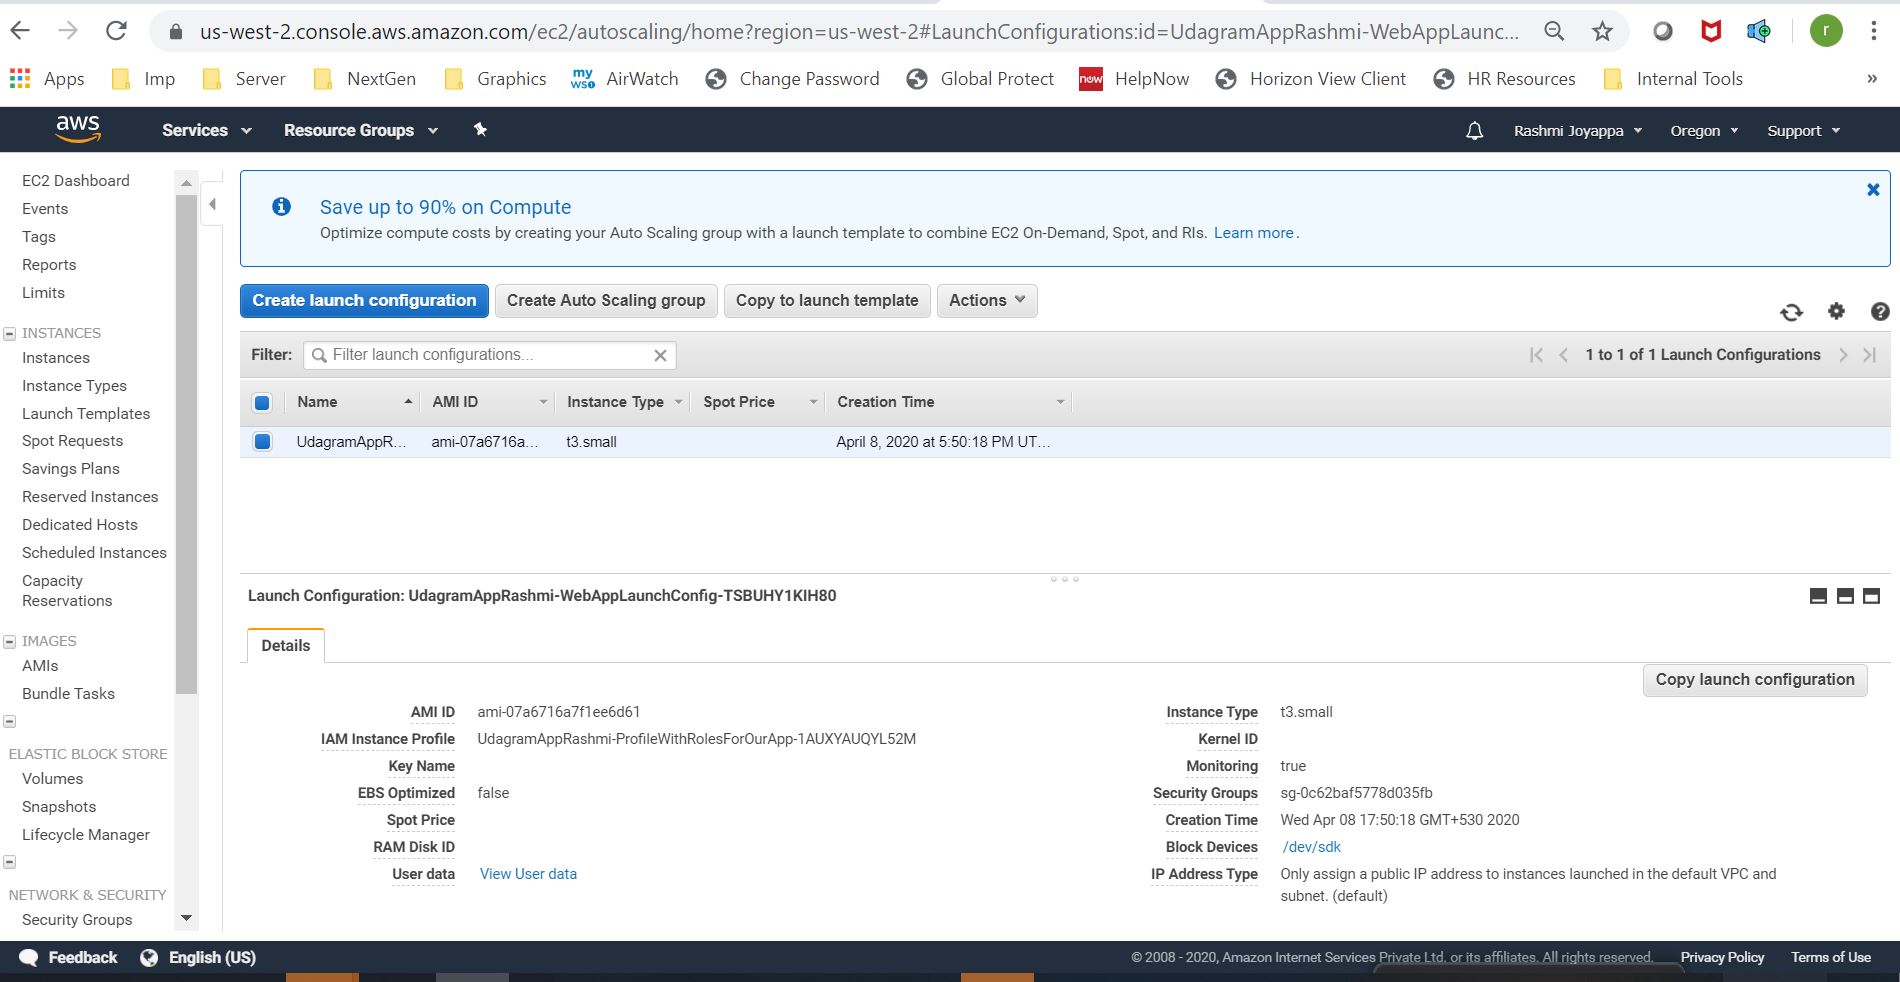 us-west-2.console.aws.amazon.com/ec2/autoscaling/home?region=us-west-2#LaunchConfigurations:id=UdagramAppRashmi-WebAppLaunc...
r
Apps Imp Server NextGen Graphics my wso AirWatch Change Password Global Protect now HelpNow Horizon View Client HR Resources Internal Tools »
aws Services Resource Groups Rashmi Joyappa Oregon Support
EC2 Dashboard
Events
Tags
Reports
Limits
INSTANCES
Instances
Instance Types
Launch Templates
Spot Requests
Savings Plans
Reserved Instances
Dedicated Hosts
Scheduled Instances
Capacity
Reservations
IMAGES
AMIs
Bundle Tasks
ELASTIC BLOCK STORE
Volumes
Snapshots
Lifecycle Manager
NETWORK & SECURITY
Security Groups
Save up to 90% on Compute
Optimize compute costs by creating your Auto Scaling group with a launch template to combine EC2 On-Demand, Spot, and RIs. Learn more.
Create launch configuration Create Auto Scaling group Copy to launch template Actions
Filter: Filter launch configurations... 1 to 1 of 1 Launch Configurations
Name AMI ID Instance Type Spot Price Creation Time
UdagramAppR... ami-07a6716a... t3.small April 8, 2020 at 5:50:18 PM UT...
Launch Configuration: UdagramAppRashmi-WebAppLaunchConfig-TSBUHY1KIH80
Details
Copy launch configuration
AMI ID ami-07a6716a7f1ee6d61 Instance Type t3.small
IAM Instance Profile UdagramAppRashmi-ProfileWithRolesForOurApp-1AUXYAUQYL52M Kernel ID
Key Name Monitoring true
EBS Optimized false Security Groups sg-0c62baf5778d035fb
Spot Price Creation Time Wed Apr 08 17:50:18 GMT+530 2020
RAM Disk ID Block Devices /dev/sdk
User data View User data IP Address Type Only assign a public IP address to instances launched in the default VPC and
subnet. (default)
Feedback English (US) © 2008 - 2020, Amazon Internet Services Private Ltd. or its affiliates. All rights reserved. Privacy Policy Terms of Use